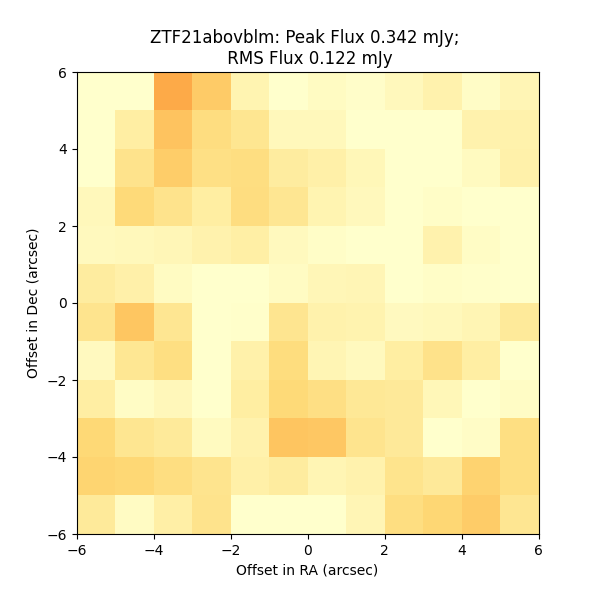 ZTF21abovblm: Peak Flux 0.342 mJy;
RMS Flux 0.122 mJy
6
4
2
0
−2
−4
−6
Offset in Dec (arcsec)
−6 −4 −2 0 2 4 6
Offset in RA (arcsec)